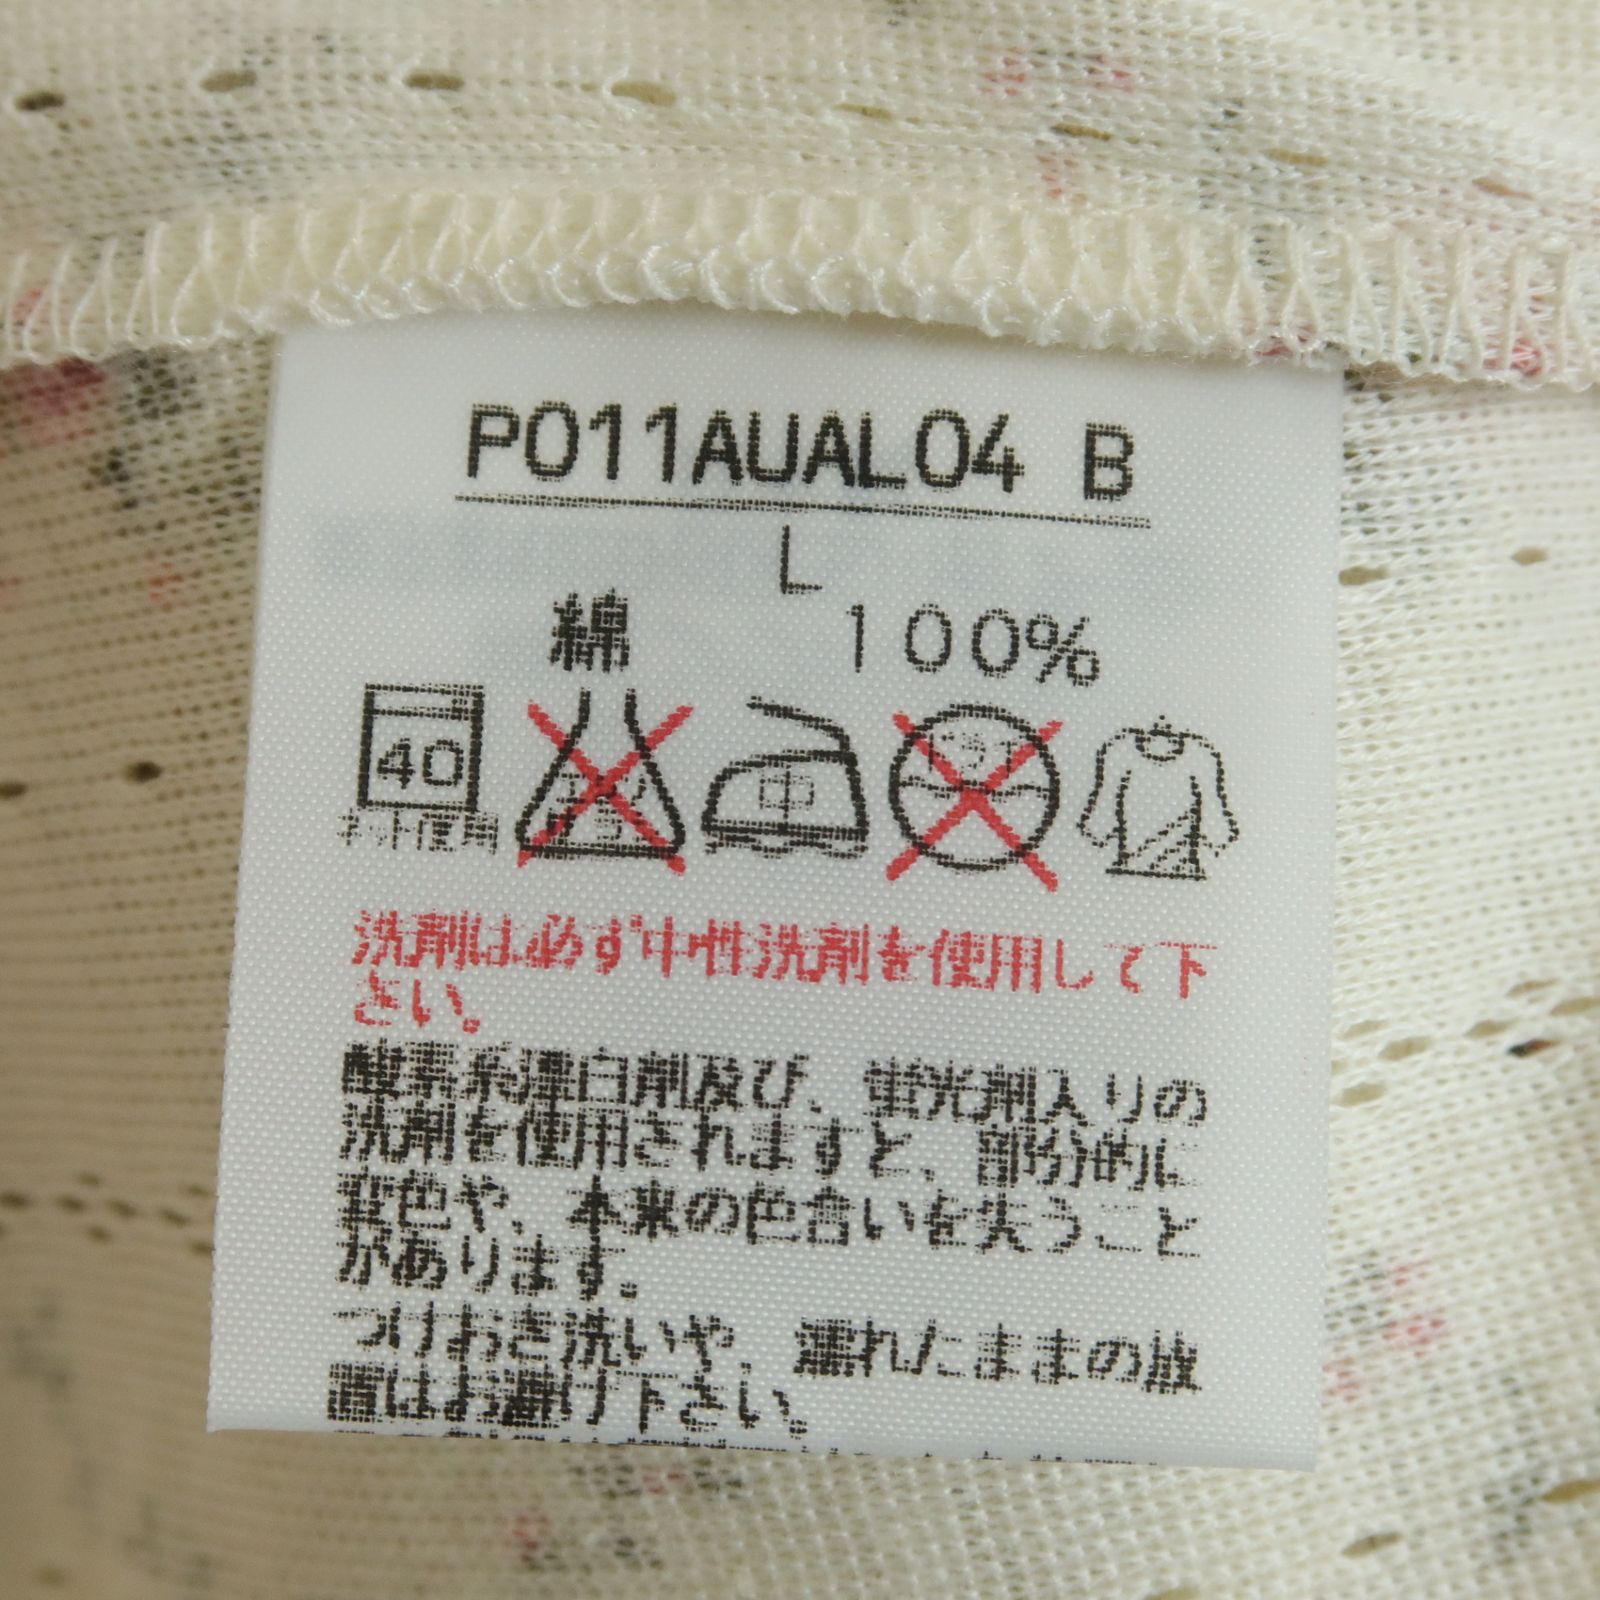 P011AUAL04 B
L
綿 100%
40
ネット使用
洗剤は必ず中性洗剤を使用して下
さい。
酸素系漂白剤及び、蛍光剤入りの
洗剤を使用されますと、部分的に
変色や、本来の色合いを失うこと
があります。
つけおき洗いや、濡れたままの放
置はお避け下さい。